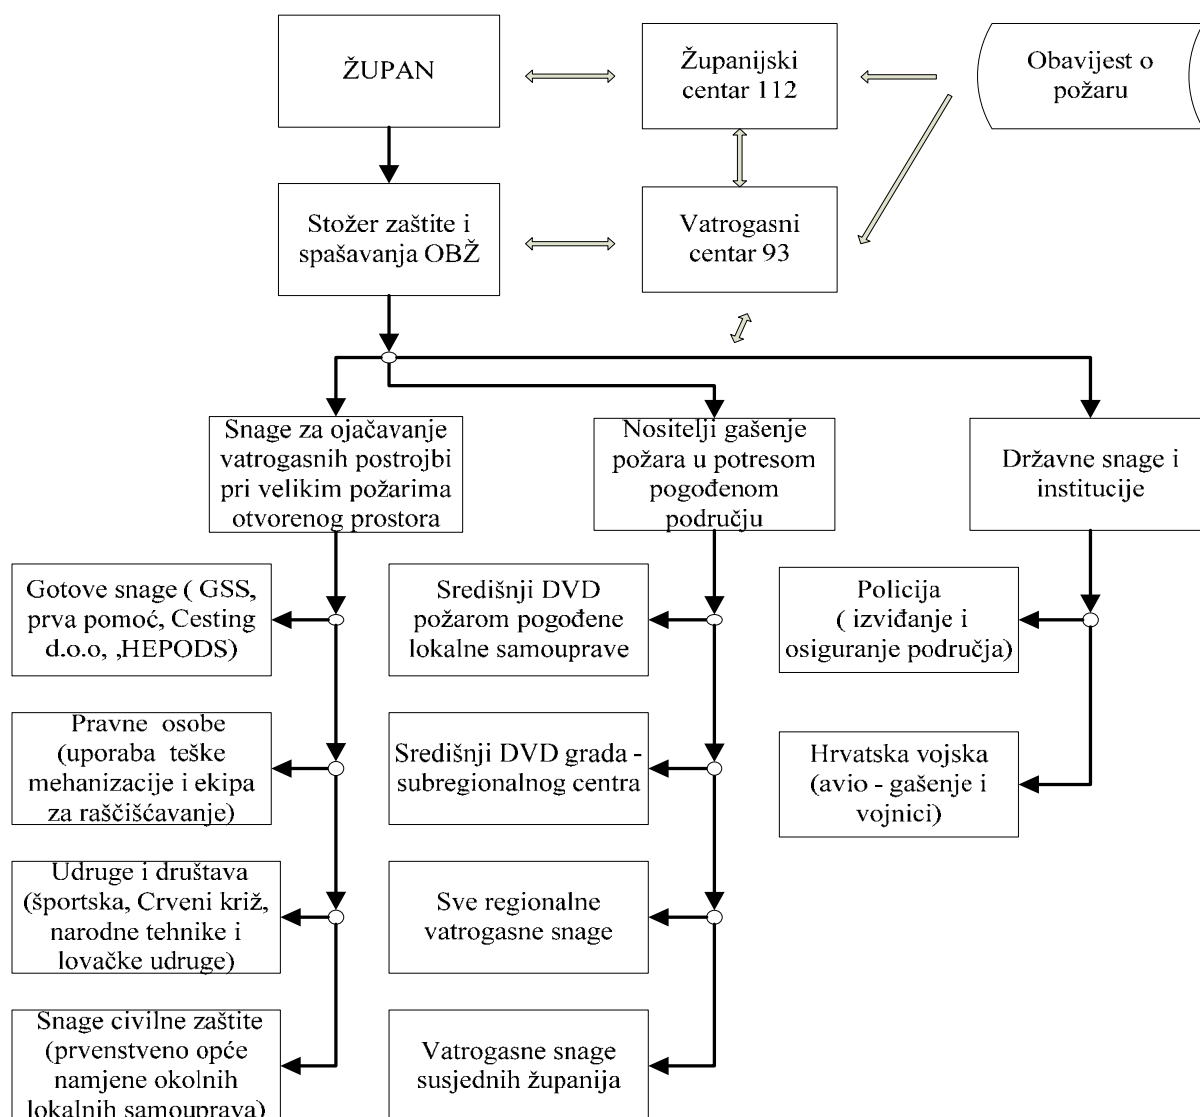 ŽUPAN
Županijski
centar 112
Obavijest o
požaru
Stožer zaštite i
spašavanja OBŽ
Vatrogasni
centar 93
Snage za ojačavanje
vatrogasnih postrojbi
pri velikim požarima
otvorenog prostora
Nositelji gašenje
požara u potresom
pogođenom
području
Državne snage i
institucije
Gotove snage ( GSS,
prva pomoć, Cesting
d.o.o, ,HEPODS)
Središnji DVD
požarom pogođene
lokalne samouprave
Policija
( izviđanje i
osiguranje područja)
Pravne osobe
(uporaba teške
mehanizacije i ekipa
za raščišćavanje)
Središnji DVD grada -
subregionalnog centra
Hrvatska vojska
(avio - gašenje i
vojnici)
Udruge i društava
(športska, Crveni križ,
narodne tehnike i
lovačke udruge)
Sve regionalne
vatrogasne snage
Snage civilne zaštite
(prvenstveno opće
namjene okolnih
lokalnih samouprava)
Vatrogasne snage
susjednih županija